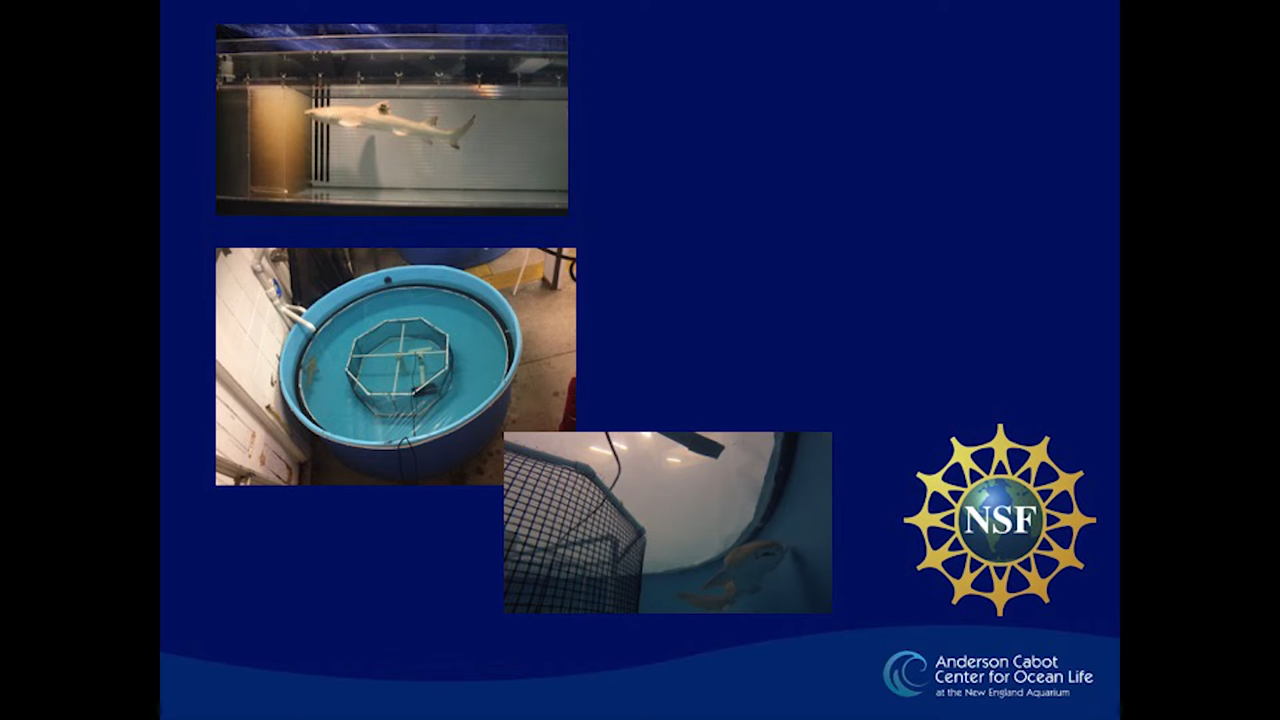 NSF
Anderson Cabot
Center for Ocean Life
at the New England Aquarium